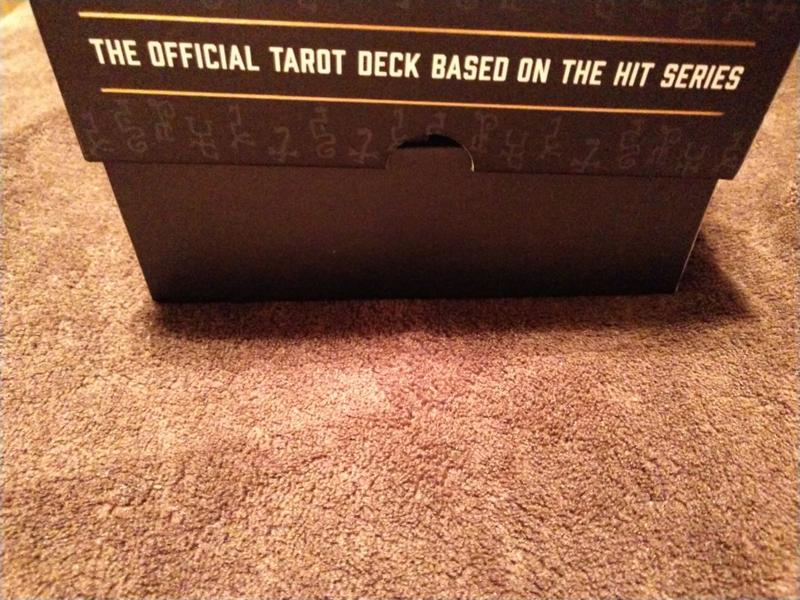 THE OFFICIAL TAROT DECK BASED ON THE HIT SERIES